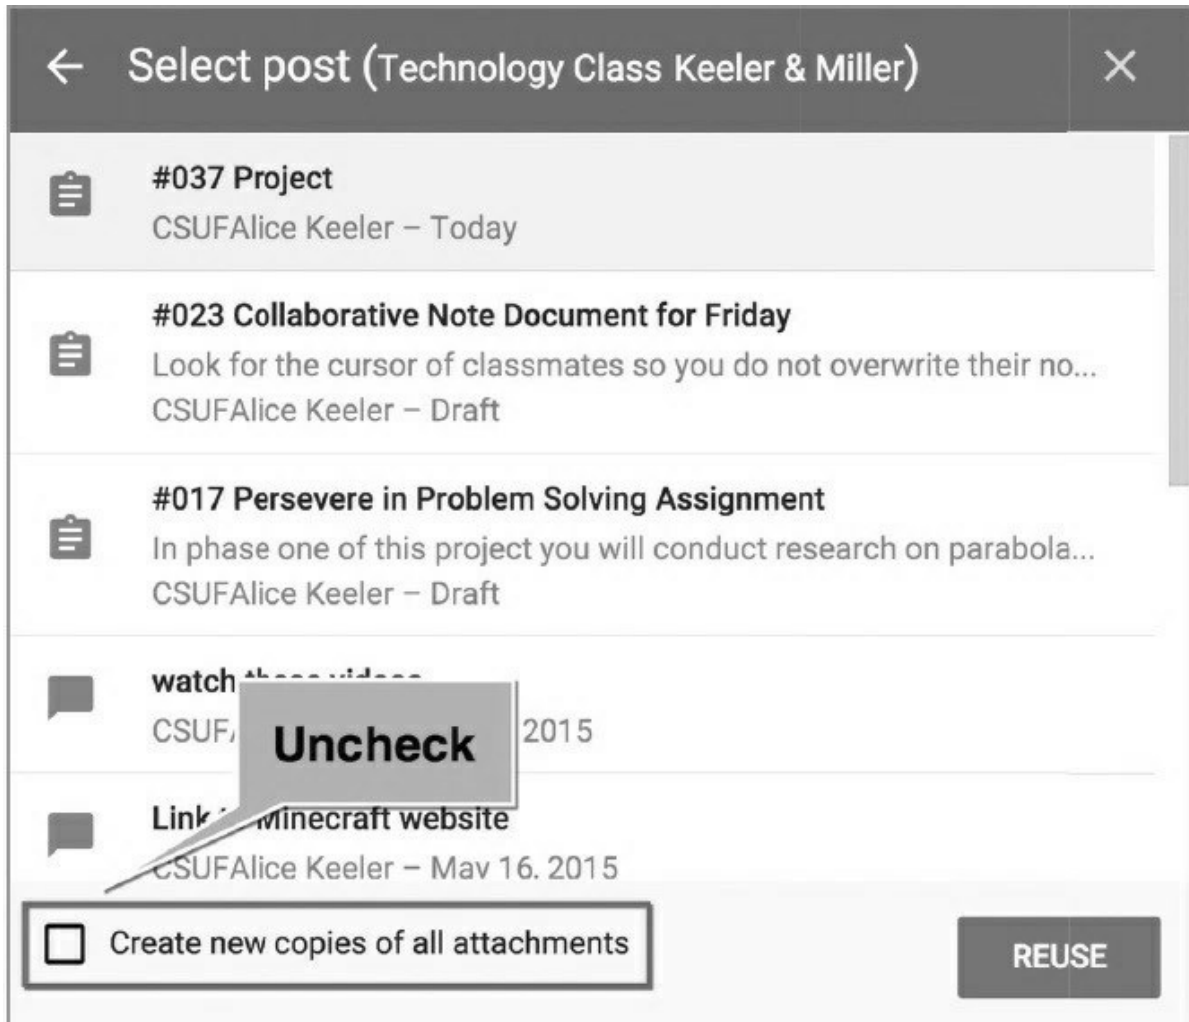 Select post (Technology Class Keeler & Miller)
#037 Project
CSUFAlice Keeler – Today
#023 Collaborative Note Document for Friday
Look for the cursor of classmates so you do not overwrite their no...
CSUFAlice Keeler – Draft
#017 Persevere in Problem Solving Assignment
In phase one of this project you will conduct research on parabola...
CSUFAlice Keeler – Draft
watch these videos
CSUFA 2015
Uncheck
Link Minecraft website
CSUFAlice Keeler – May 16, 2015
Create new copies of all attachments
REUSE